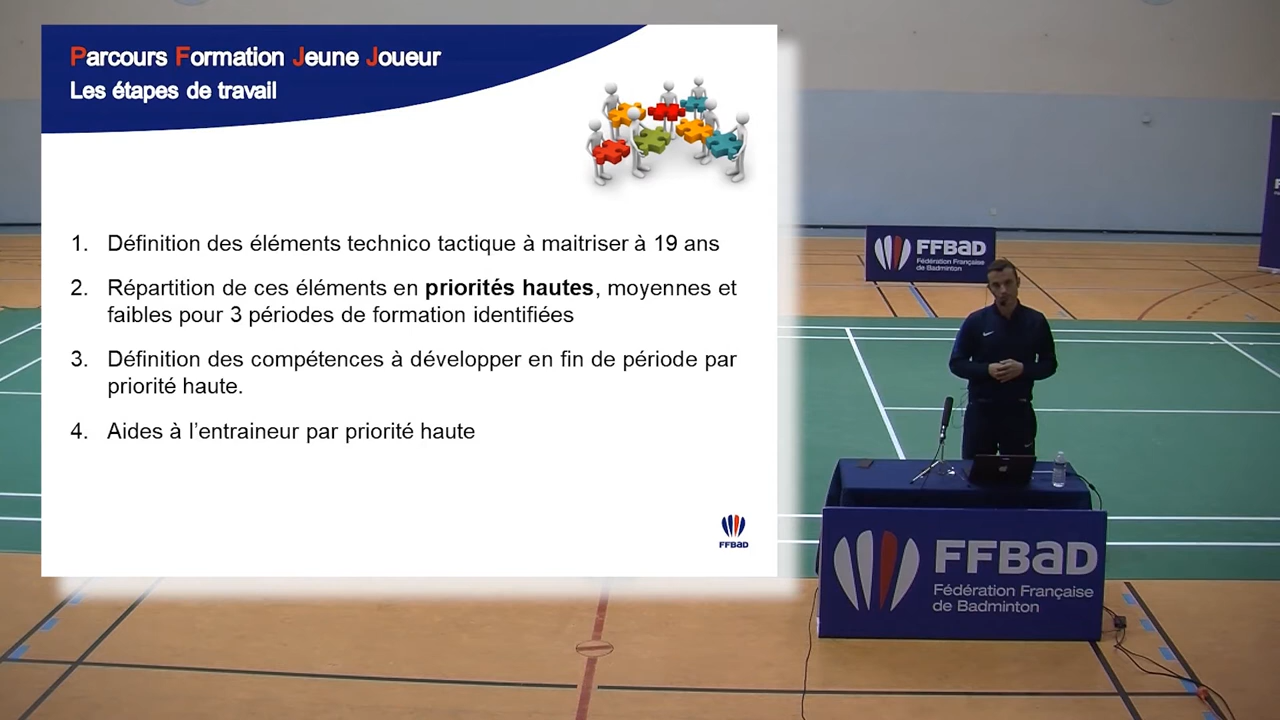 Parcours Formation Jeune Joueur
Les étapes de travail
1. Définition des éléments technico tactique à maitriser à 19 ans
2. Répartition de ces éléments en priorités hautes, moyennes et
faibles pour 3 périodes de formation identifiées
3. Définition des compétences à développer en fin de période par
priorité haute.
4. Aides à l’entraineur par priorité haute
FFBaD
FFBaD
Fédération Française
de Badminton
FFBaD
Fédération Française
de Badminton